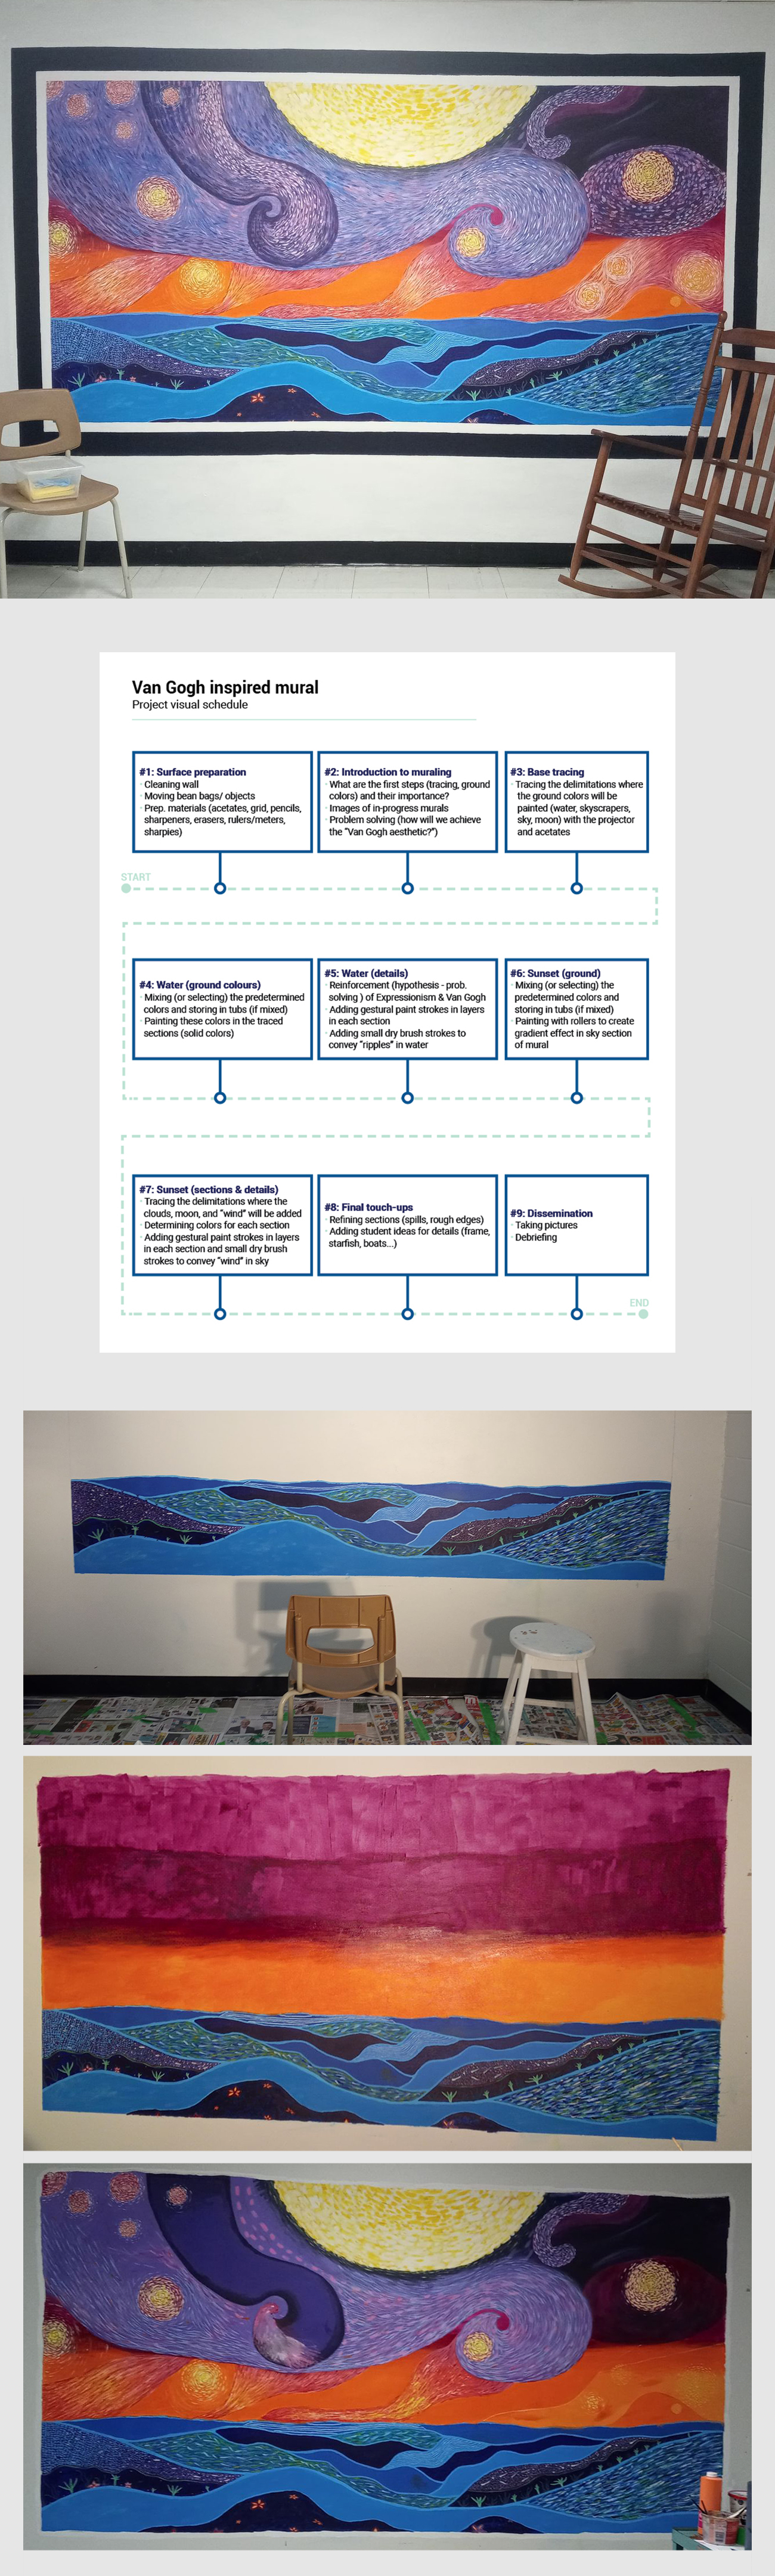 Van Gogh inspired mural
Project visual schedule
#1: Surface preparation
· Cleaning wall
· Moving bean bags/ objects
· Prep. materials (acetates, grid, pencils,
sharpeners, erasers, rulers/meters,
sharpies)
#2: Introduction to muraling
· What are the first steps (tracing, ground
colors) and their importance?
· Images of in-progress murals
· Problem solving (how will we achieve
the “Van Gogh aesthetic?”)
#3: Base tracing
· Tracing the delimitations where
the ground colors will be
painted (water, skyscrapers,
sky, moon) with the projector
and acetates
START
#4: Water (ground colours)
· Mixing (or selecting) the predetermined
colors and storing in tubs (if mixed)
· Painting these colors in the traced
sections (solid colors)
#5: Water (details)
· Reinforcement (hypothesis - prob.
solving ) of Expressionism & Van Gogh
· Adding gestural paint strokes in layers
in each section
· Adding small dry brush strokes to
convey “ripples” in water
#6: Sunset (ground)
· Mixing (or selecting) the
predetermined colors and
storing in tubs (if mixed)
· Painting with rollers to create
gradient effect in sky section
of mural
#7: Sunset (sections & details)
· Tracing the delimitations where the
clouds, moon, and “wind” will be added
· Determining colors for each section
· Adding gestural paint strokes in layers
in each section and small dry brush
strokes to convey “wind” in sky
#8: Final touch-ups
· Refining sections (spills, rough edges)
· Adding student ideas for details (frame,
starfish, boats...)
#9: Dissemination
· Taking pictures
· Debriefing
END